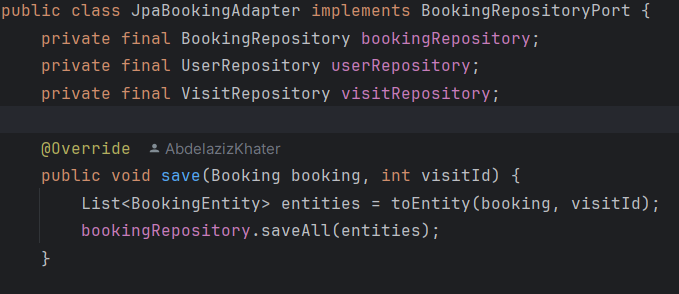 public class JpaBookingAdapter implements BookingRepositoryPort {
    private final BookingRepository bookingRepository;
    private final UserRepository userRepository;
    private final VisitRepository visitRepository;
    @Override AbdelazizKhater
    public void save(Booking booking, int visitId) {
        List<BookingEntity> entities = toEntity(booking, visitId);
        bookingRepository.saveAll(entities);
    }